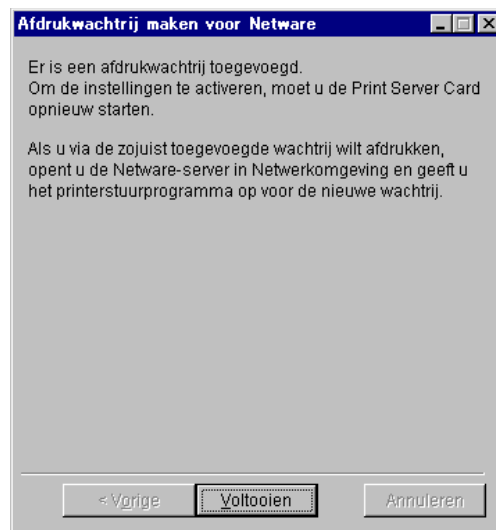 Afdrukwachtrij maken voor Netware
Er is een afdrukwachtrij toegevoegd.
Om de instellingen te activeren, moet u de Print Server Card
opnieuw starten.
Als u via de zojuist toegevoegde wachtrij wilt afdrukken,
opent u de Netware-server in Netwerkomgeving en geeft u
het printerstuurprogramma op voor de nieuwe wachtrij.
< Vorige Voltooien Annuleren